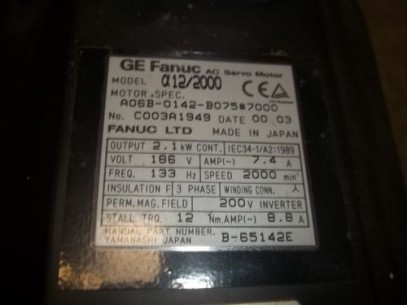 GE Fanuc AC Servo Motor
MODEL α12/2000
MOTOR SPEC.
A06B-0142-B075#7000
No. C003A1949 DATE 00.03
FANUC LTD MADE IN JAPAN
OUTPUT 2.1 kW CONT. IEC34-1/A2:1989
VOLT 186 V AMP(~) 7.4 A
FREQ. 133 Hz SPEED 2000 min⁻¹
INSULATION F 3 PHASE WINDING CONN. Y
PERM. MAG. FIELD 200V INVERTER
STALL TRQ. 12 Nm, AMP(~) 8.8 A
MANUAL PART NUMBER. B-65142E
YAMANASHI JAPAN